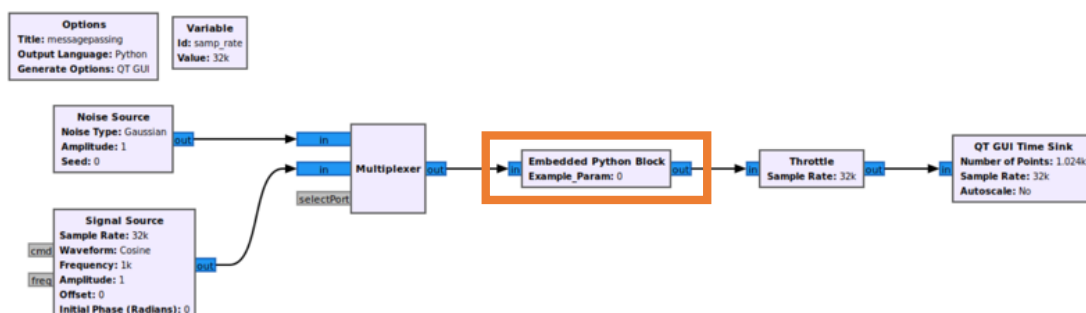 Options
Title: messagepassing
Output Language: Python
Generate Options: QT GUI
Variable
Id: samp_rate
Value: 32k
Noise Source
Noise Type: Gaussian
Amplitude: 1
Seed: 0
out
in
in
selectPort
Multiplexer
out
in
Embedded Python Block
Example_Param: 0
out
in
Throttle
Sample Rate: 32k
out
in
QT GUI Time Sink
Number of Points: 1.024k
Sample Rate: 32k
Autoscale: No
cmd
freq
Signal Source
Sample Rate: 32k
Waveform: Cosine
Frequency: 1k
Amplitude: 1
Offset: 0
Initial Phase (Radians): 0
out